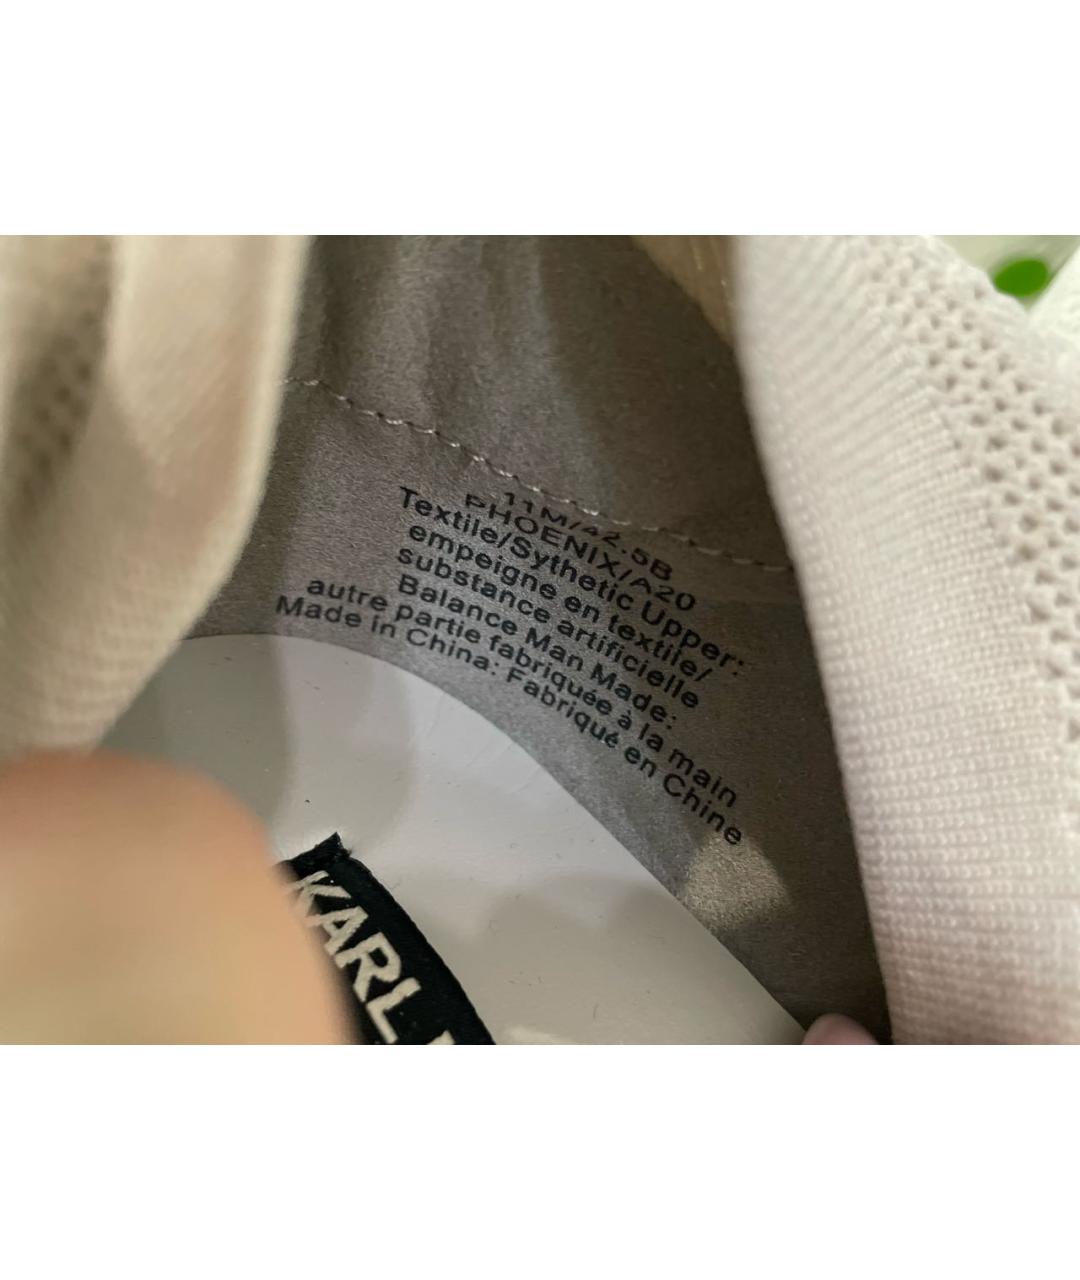 11M/42.5B
PHOENIX/A20
Textile/Sythetic Upper:
empeigne en textile/
substance artificielle
Balance Man Made:
autre partie fabriquée à la main
Made in China: Fabriqué en Chine
KARL